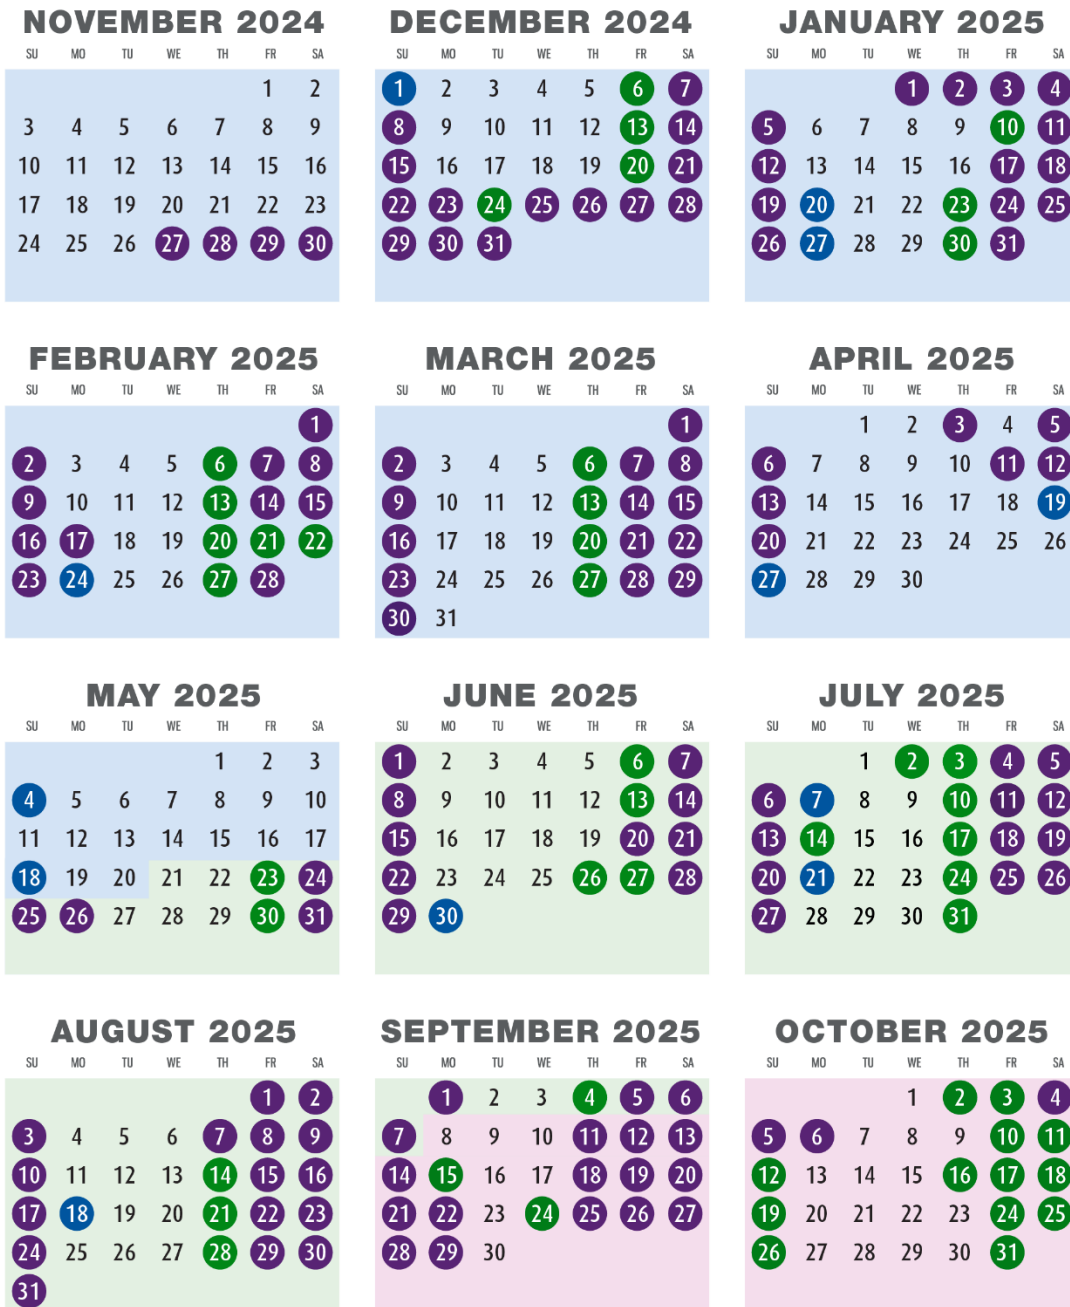 NOVEMBER 2024
SU MO TU WE TH FR SA
1 2
3 4 5 6 7 8 9
10 11 12 13 14 15 16
17 18 19 20 21 22 23
24 25 26 27 28 29 30
DECEMBER 2024
SU MO TU WE TH FR SA
1 2 3 4 5 6 7
8 9 10 11 12 13 14
15 16 17 18 19 20 21
22 23 24 25 26 27 28
29 30 31
JANUARY 2025
SU MO TU WE TH FR SA
1 2 3 4
5 6 7 8 9 10 11
12 13 14 15 16 17 18
19 20 21 22 23 24 25
26 27 28 29 30 31
FEBRUARY 2025
SU MO TU WE TH FR SA
1
2 3 4 5 6 7 8
9 10 11 12 13 14 15
16 17 18 19 20 21 22
23 24 25 26 27 28
MARCH 2025
SU MO TU WE TH FR SA
1
2 3 4 5 6 7 8
9 10 11 12 13 14 15
16 17 18 19 20 21 22
23 24 25 26 27 28 29
30 31
APRIL 2025
SU MO TU WE TH FR SA
1 2 3 4 5
6 7 8 9 10 11 12
13 14 15 16 17 18 19
20 21 22 23 24 25 26
27 28 29 30
MAY 2025
SU MO TU WE TH FR SA
1 2 3
4 5 6 7 8 9 10
11 12 13 14 15 16 17
18 19 20 21 22 23 24
25 26 27 28 29 30 31
JUNE 2025
SU MO TU WE TH FR SA
1 2 3 4 5 6 7
8 9 10 11 12 13 14
15 16 17 18 19 20 21
22 23 24 25 26 27 28
29 30
JULY 2025
SU MO TU WE TH FR SA
1 2 3 4 5
6 7 8 9 10 11 12
13 14 15 16 17 18 19
20 21 22 23 24 25 26
27 28 29 30 31
AUGUST 2025
SU MO TU WE TH FR SA
1 2
3 4 5 6 7 8 9
10 11 12 13 14 15 16
17 18 19 20 21 22 23
24 25 26 27 28 29 30
31
SEPTEMBER 2025
SU MO TU WE TH FR SA
1 2 3 4 5 6
7 8 9 10 11 12 13
14 15 16 17 18 19 20
21 22 23 24 25 26 27
28 29 30
OCTOBER 2025
SU MO TU WE TH FR SA
1 2 3 4
5 6 7 8 9 10 11
12 13 14 15 16 17 18
19 20 21 22 23 24 25
26 27 28 29 30 31